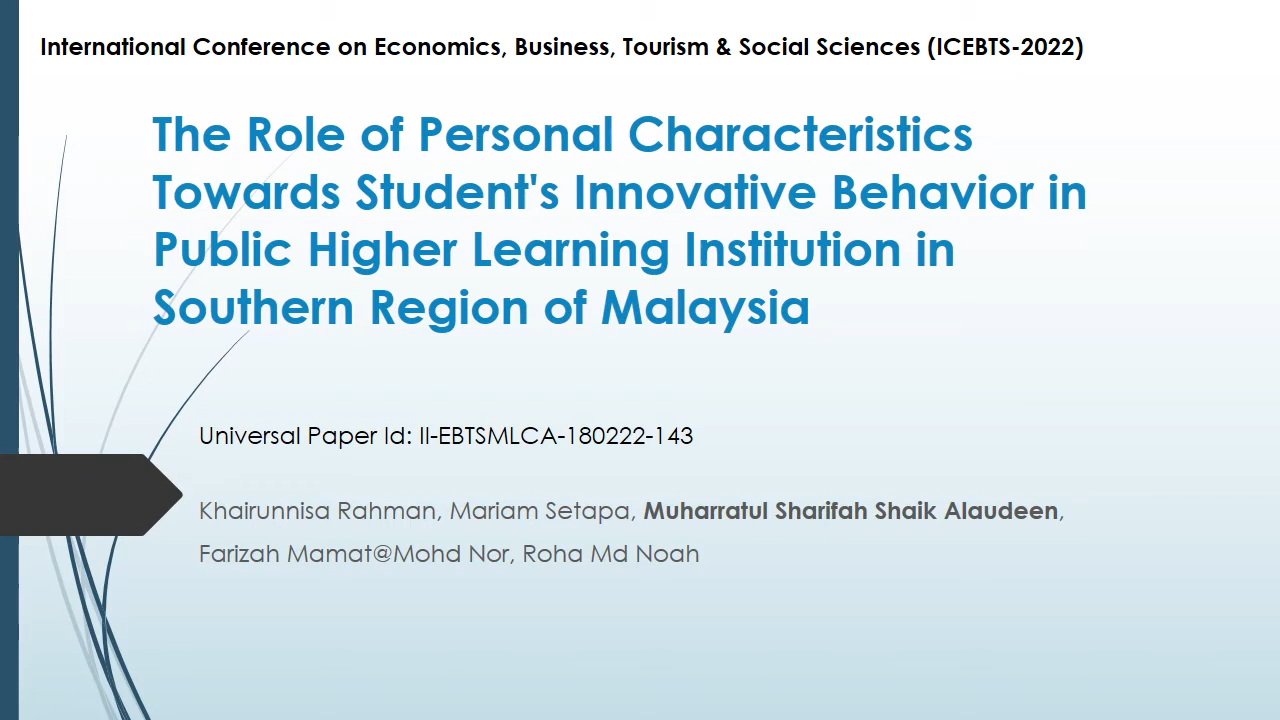 International Conference on Economics, Business, Tourism & Social Sciences (ICEBTS-2022)
The Role of Personal Characteristics
Towards Student's Innovative Behavior in
Public Higher Learning Institution in
Southern Region of Malaysia
Universal Paper Id: II-EBTSMLCA-180222-143
Khairunnisa Rahman, Mariam Setapa, Muharratul Sharifah Shaik Alaudeen,
Farizah Mamat@Mohd Nor, Roha Md Noah